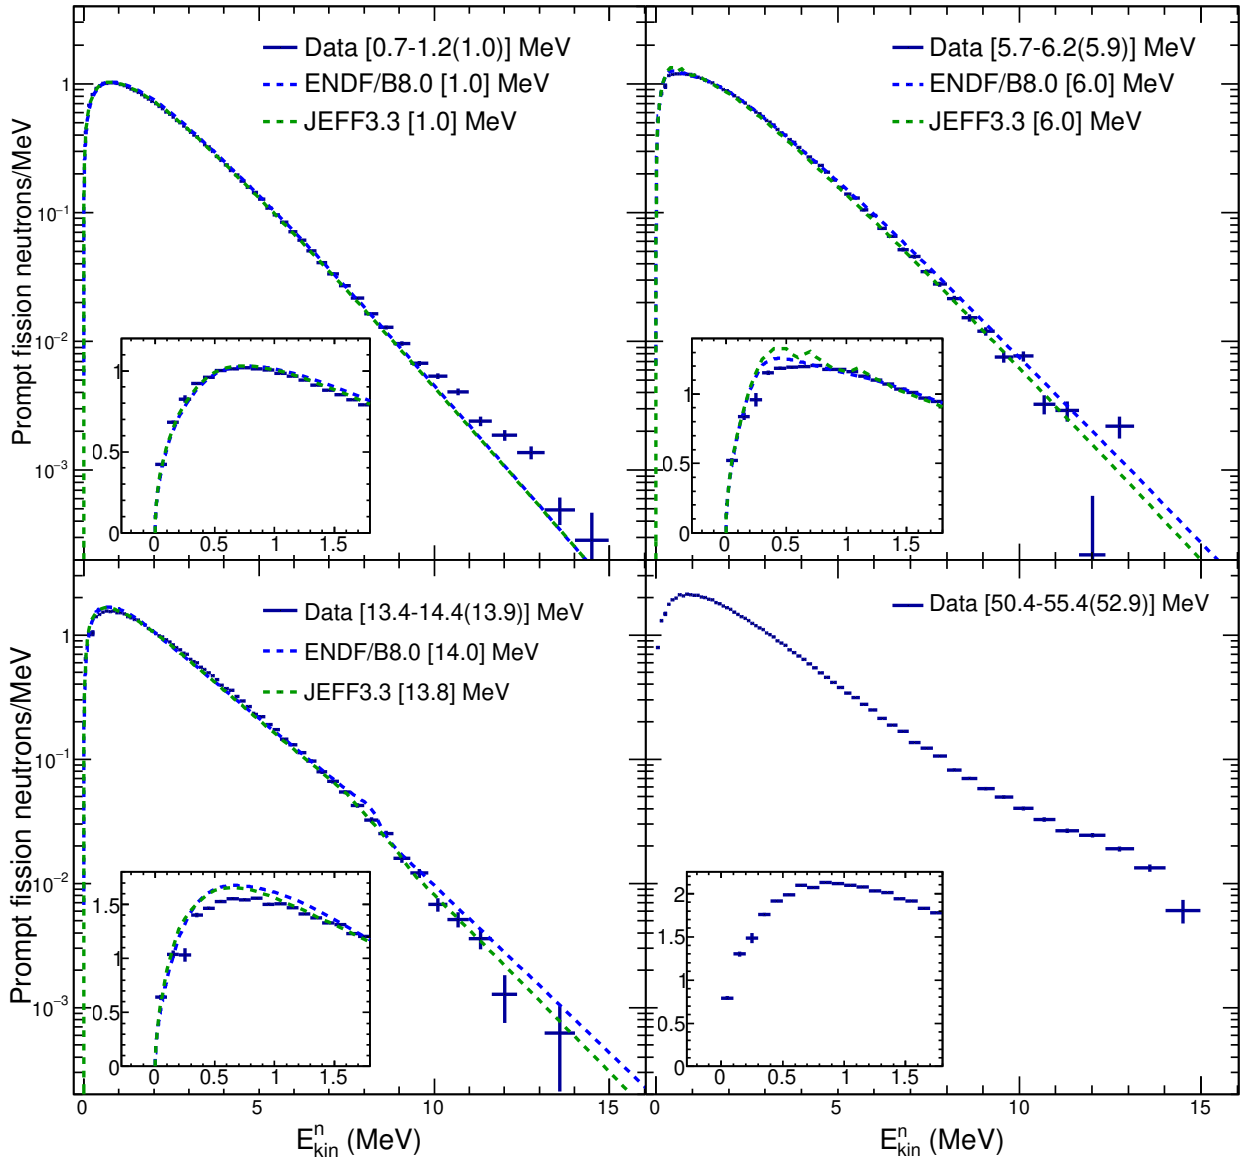 Data [0.7-1.2(1.0)] MeV
ENDF/B8.0 [1.0] MeV
JEFF3.3 [1.0] MeV
Prompt fission neutrons/MeV
1
10⁻¹
10⁻²
10⁻³
1
0.5
0
0 0.5 1 1.5
Data [5.7-6.2(5.9)] MeV
ENDF/B8.0 [6.0] MeV
JEFF3.3 [6.0] MeV
1
0.5
0
0 0.5 1 1.5
Data [13.4-14.4(13.9)] MeV
ENDF/B8.0 [14.0] MeV
JEFF3.3 [13.8] MeV
Prompt fission neutrons/MeV
1
10⁻¹
10⁻²
10⁻³
1.5
1
0.5
0
0 0.5 1 1.5
0 5 10 15
Eⁿkin (MeV)
Data [50.4-55.4(52.9)] MeV
2
1.5
1
0.5
0
0 0.5 1 1.5
0 5 10 15
Eⁿkin (MeV)